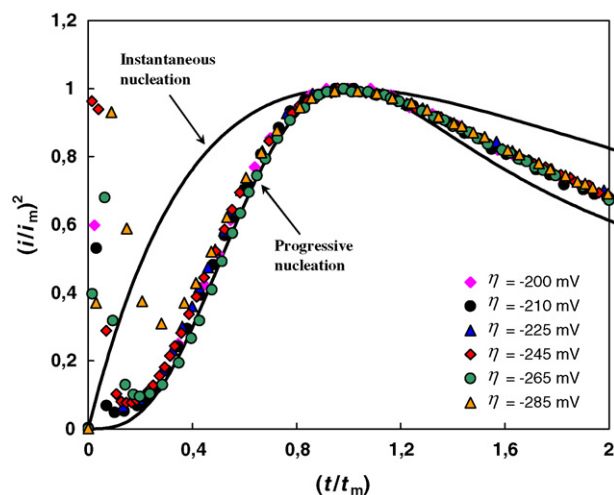 1,2
1
0,8
0,6
0,4
0,2
0
(i/i_m)^2
Instantaneous
nucleation
Progressive
nucleation
η = -200 mV
η = -210 mV
η = -225 mV
η = -245 mV
η = -265 mV
η = -285 mV
0 0,4 0,8 1,2 1,6 2
(t/t_m)